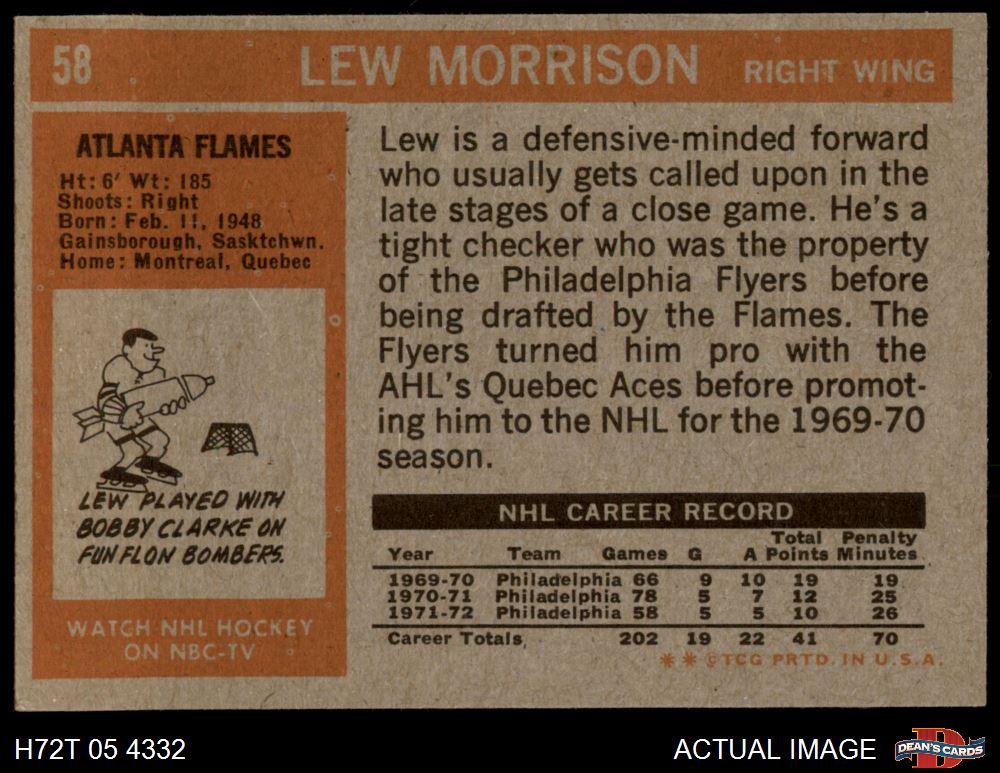 58 LEW MORRISON RIGHT WING
ATLANTA FLAMES
Ht: 6' Wt: 185
Shoots: Right
Born: Feb. 11, 1948
Gainsborough, Sasktchwn.
Home: Montreal, Quebec
LEW PLAYED WITH
BOBBY CLARKE ON
FUN FLON BOMBERS.
WATCH NHL HOCKEY
ON NBC-TV
Lew is a defensive-minded forward
who usually gets called upon in the
late stages of a close game. He's a
tight checker who was the property
of the Philadelphia Flyers before
being drafted by the Flames. The
Flyers turned him pro with the
AHL's Quebec Aces before promot-
ing him to the NHL for the 1969-70
season.
NHL CAREER RECORD
Year Team Games G A Total Points Penalty Minutes
1969-70 Philadelphia 66 9 10 19 19
1970-71 Philadelphia 78 5 7 12 25
1971-72 Philadelphia 58 5 5 10 26
Career Totals, 202 19 22 41 70
* * © TCG PRTD. IN U.S.A.
H72T 05 4332 ACTUAL IMAGE DEAN'S CARDS